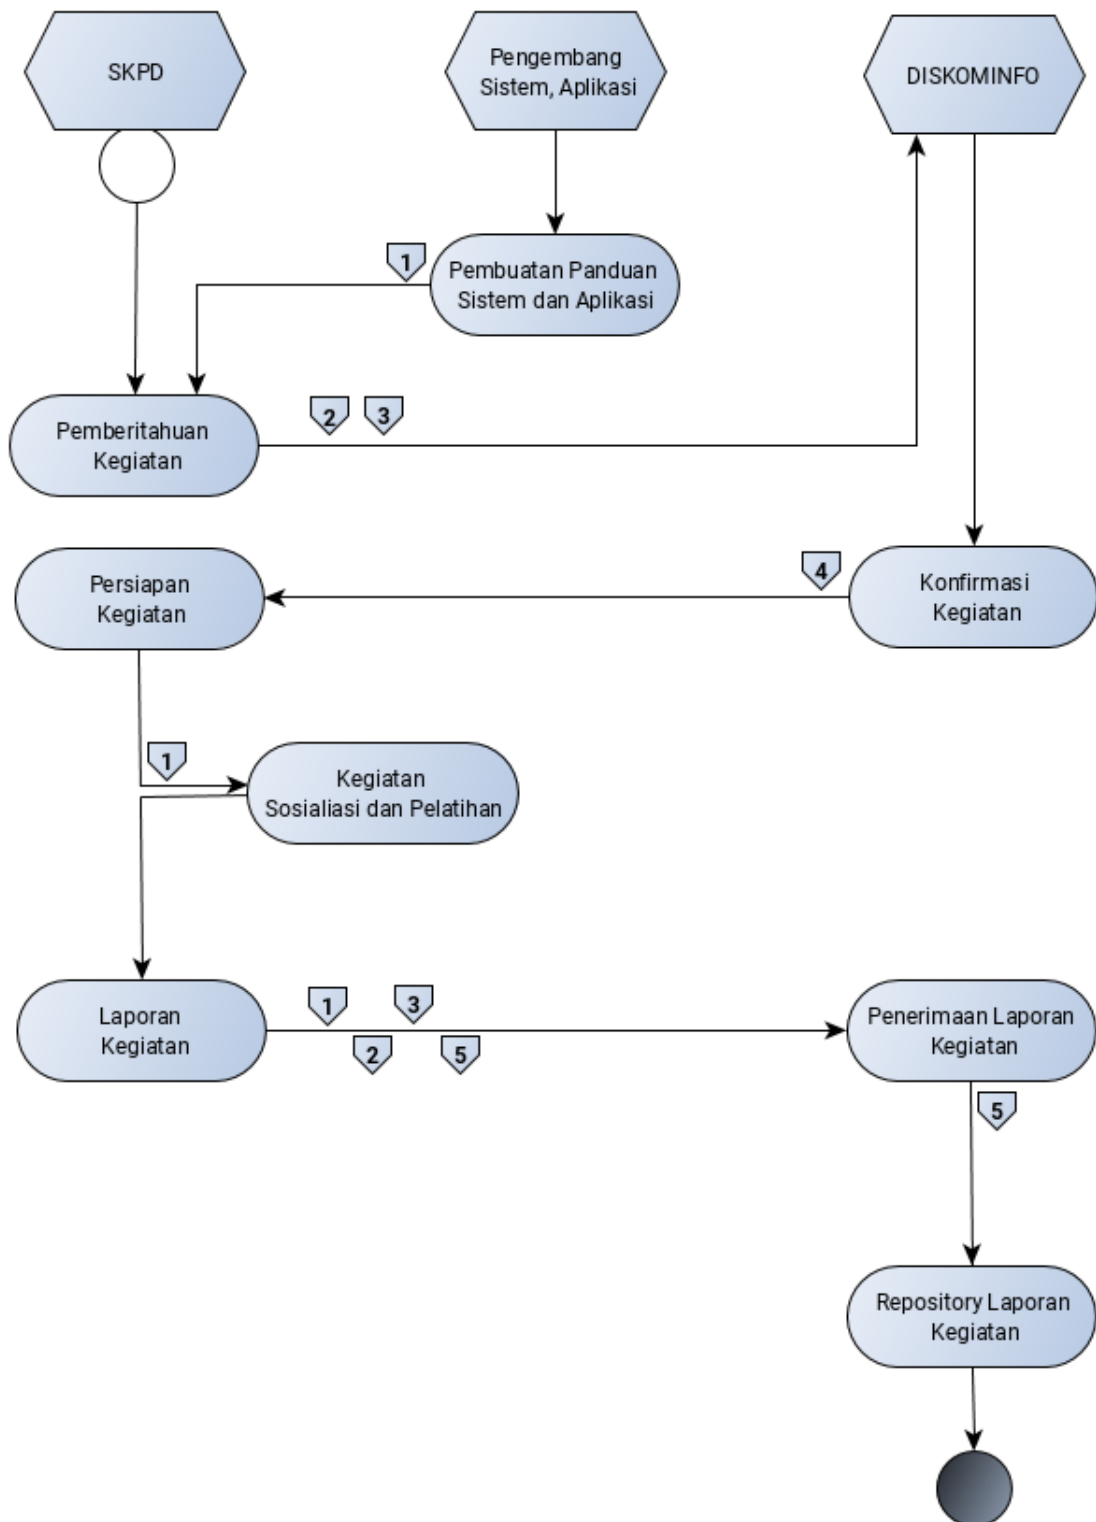 SKPD
Pengembang
Sistem, Aplikasi
DISKOMINFO
1
Pembuatan Panduan
Sistem dan Aplikasi
Pemberitahuan
Kegiatan
2 3
Persiapan
Kegiatan
4
Konfirmasi
Kegiatan
1
Kegiatan
Sosialiasi dan Pelatihan
Laporan
Kegiatan
1 3
2 5
Penerimaan Laporan
Kegiatan
5
Repository Laporan
Kegiatan